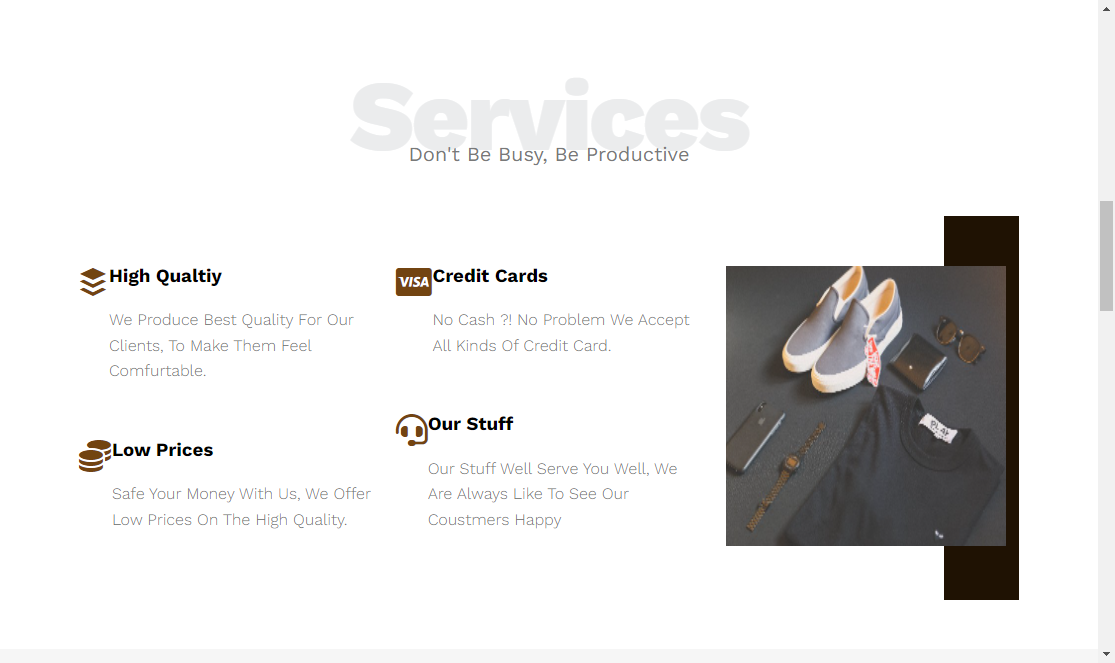 Services
Don't Be Busy, Be Productive
High Qualtiy
We Produce Best Quality For Our
Clients, To Make Them Feel
Comfurtable.
Low Prices
Safe Your Money With Us, We Offer
Low Prices On The High Quality.
VISA
Credit Cards
No Cash ?! No Problem We Accept
All Kinds Of Credit Card.
Our Stuff
Our Stuff Well Serve You Well, We
Are Always Like To See Our
Coustmers Happy
PLAY